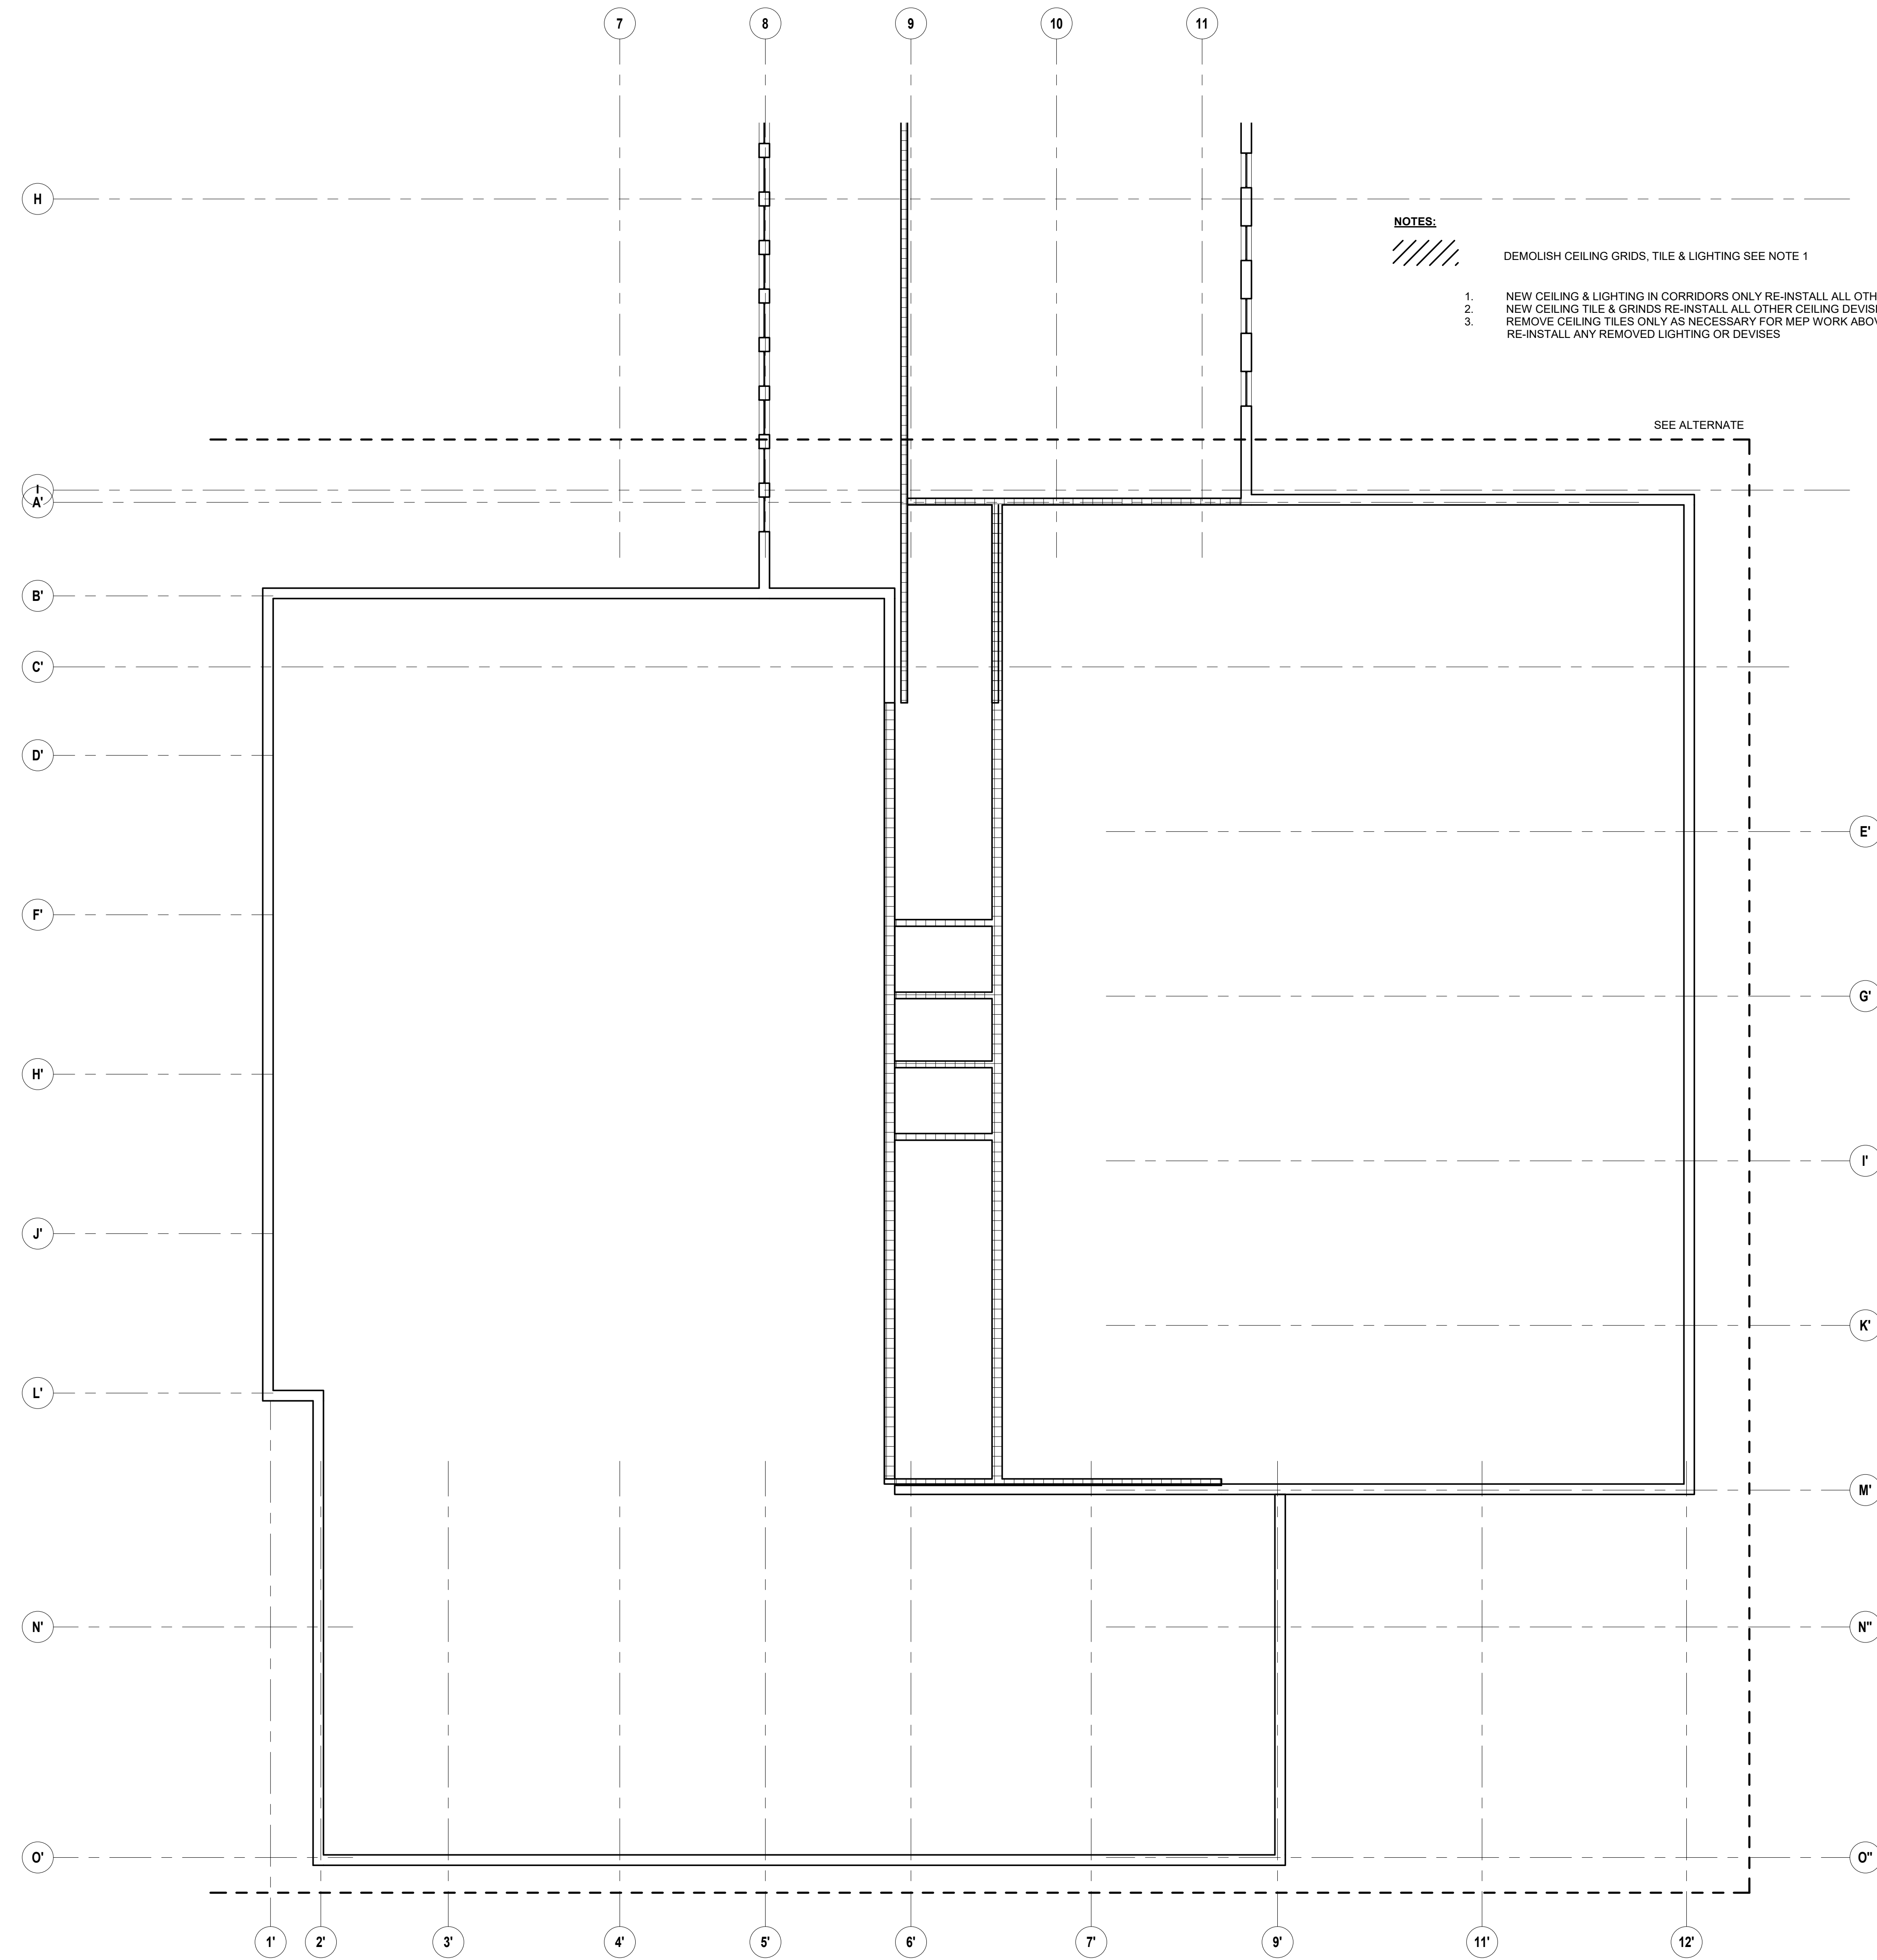 7 8 9 10 11
H
NOTES:
DEMOLISH CEILING GRIDS, TILE & LIGHTING SEE NOTE 1
1. NEW CEILING & LIGHTING IN CORRIDORS ONLY RE-INSTALL ALL OTH
2. NEW CEILING TILE & GRINDS RE-INSTALL ALL OTHER CEILING DEVIS
3. REMOVE CEILING TILES ONLY AS NECESSARY FOR MEP WORK ABOV
RE-INSTALL ANY REMOVED LIGHTING OR DEVISES
SEE ALTERNATE
I
A'
B'
C'
D'
E'
F'
G'
H'
I'
J'
K'
L'
M'
N' N"
O' O"
1' 2' 3' 4' 5' 6' 7' 9' 11' 12'